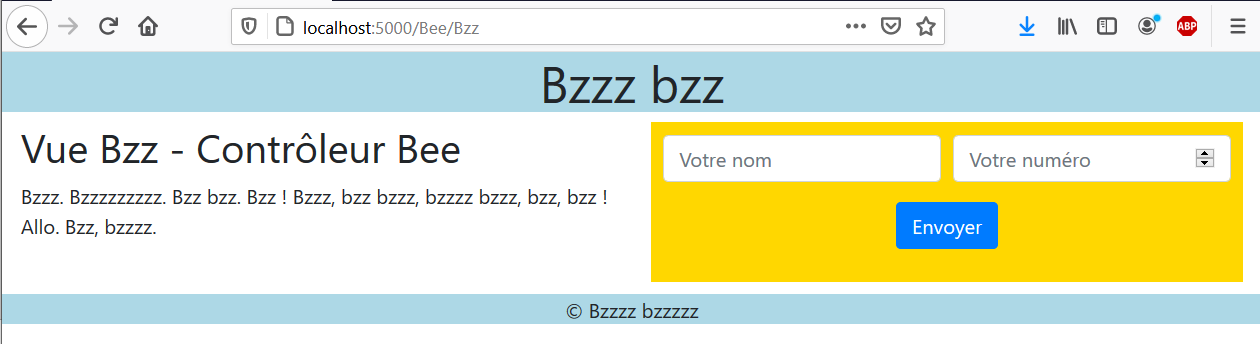 localhost:5000/Bee/Bzz
ABP
Bzzz bzz
Vue Bzz - Contrôleur Bee
Bzzz. Bzzzzzzzzz. Bzz bzz. Bzz ! Bzzz, bzz bzzz, bzzzz bzzz, bzz, bzz !
Allo. Bzz, bzzzz.
Votre nom
Votre numéro
Envoyer
© Bzzzz bzzzzz